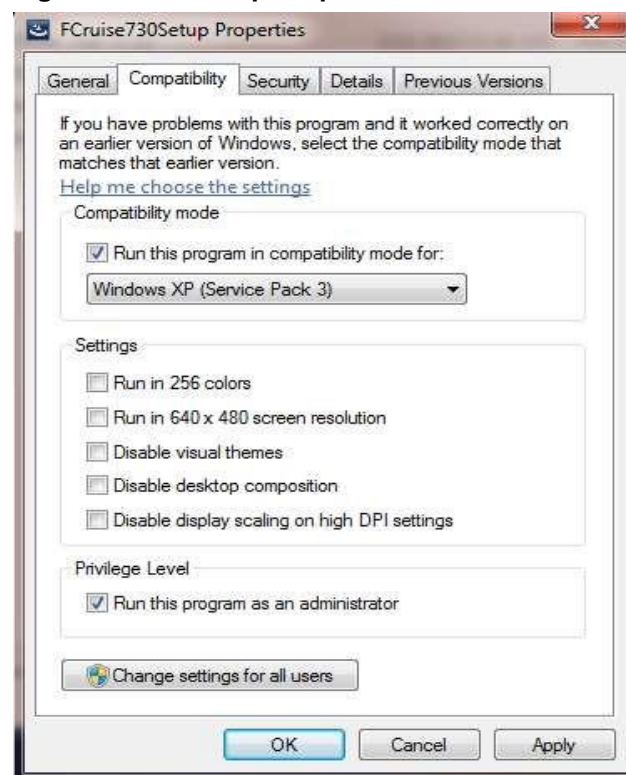 FCruise730Setup Properties
General Compatibility Security Details Previous Versions
If you have problems with this program and it worked correctly on
an earlier version of Windows, select the compatibility mode that
matches that earlier version.
Help me choose the settings
Compatibility mode
Run this program in compatibility mode for:
Windows XP (Service Pack 3)
Settings
Run in 256 colors
Run in 640 x 480 screen resolution
Disable visual themes
Disable desktop composition
Disable display scaling on high DPI settings
Privilege Level
Run this program as an administrator
Change settings for all users
OK Cancel Apply